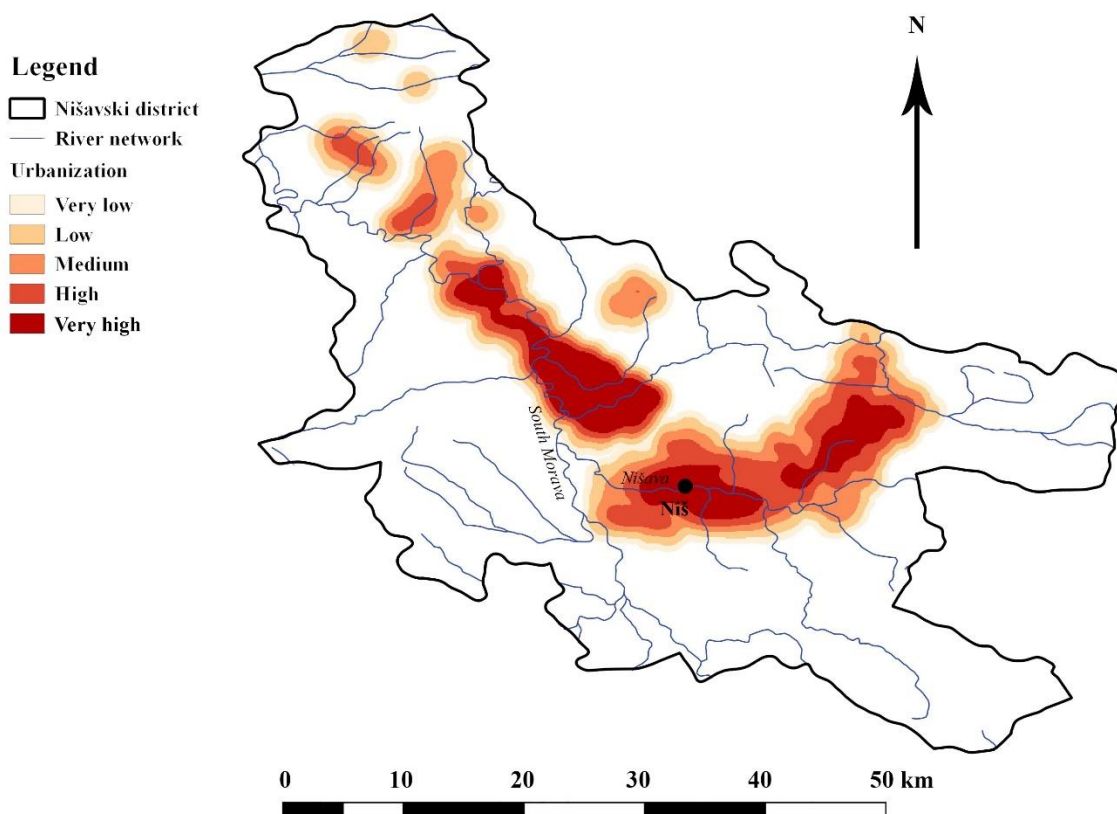 Legend
Nišavski district
River network
Urbanization
Very low
Low
Medium
High
Very high
N
South Morava
Nišava
Niš
0 10 20 30 40 50 km